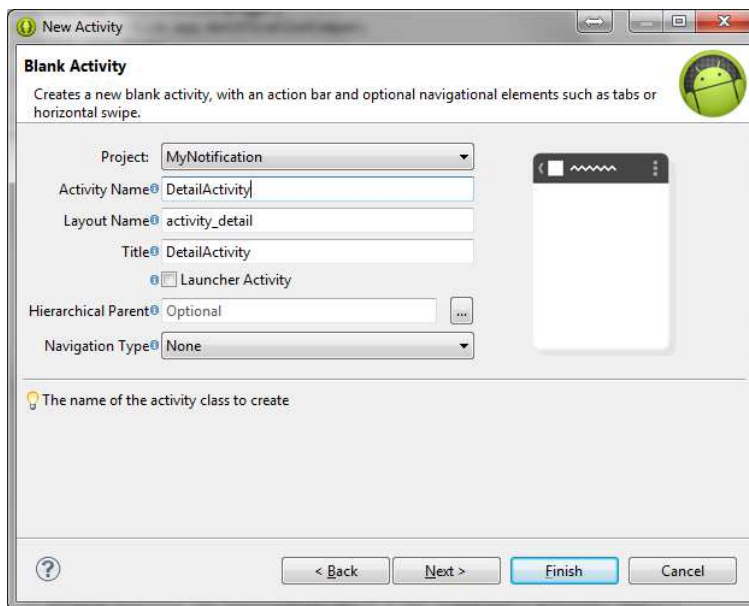 New Activity
Blank Activity
Creates a new blank activity, with an action bar and optional navigational elements such as tabs or
horizontal swipe.
Project: MyNotification
Activity Name DetailActivity
Layout Name activity_detail
Title DetailActivity
Launcher Activity
Hierarchical Parent Optional ...
Navigation Type None
The name of the activity class to create
? < Back Next > Finish Cancel